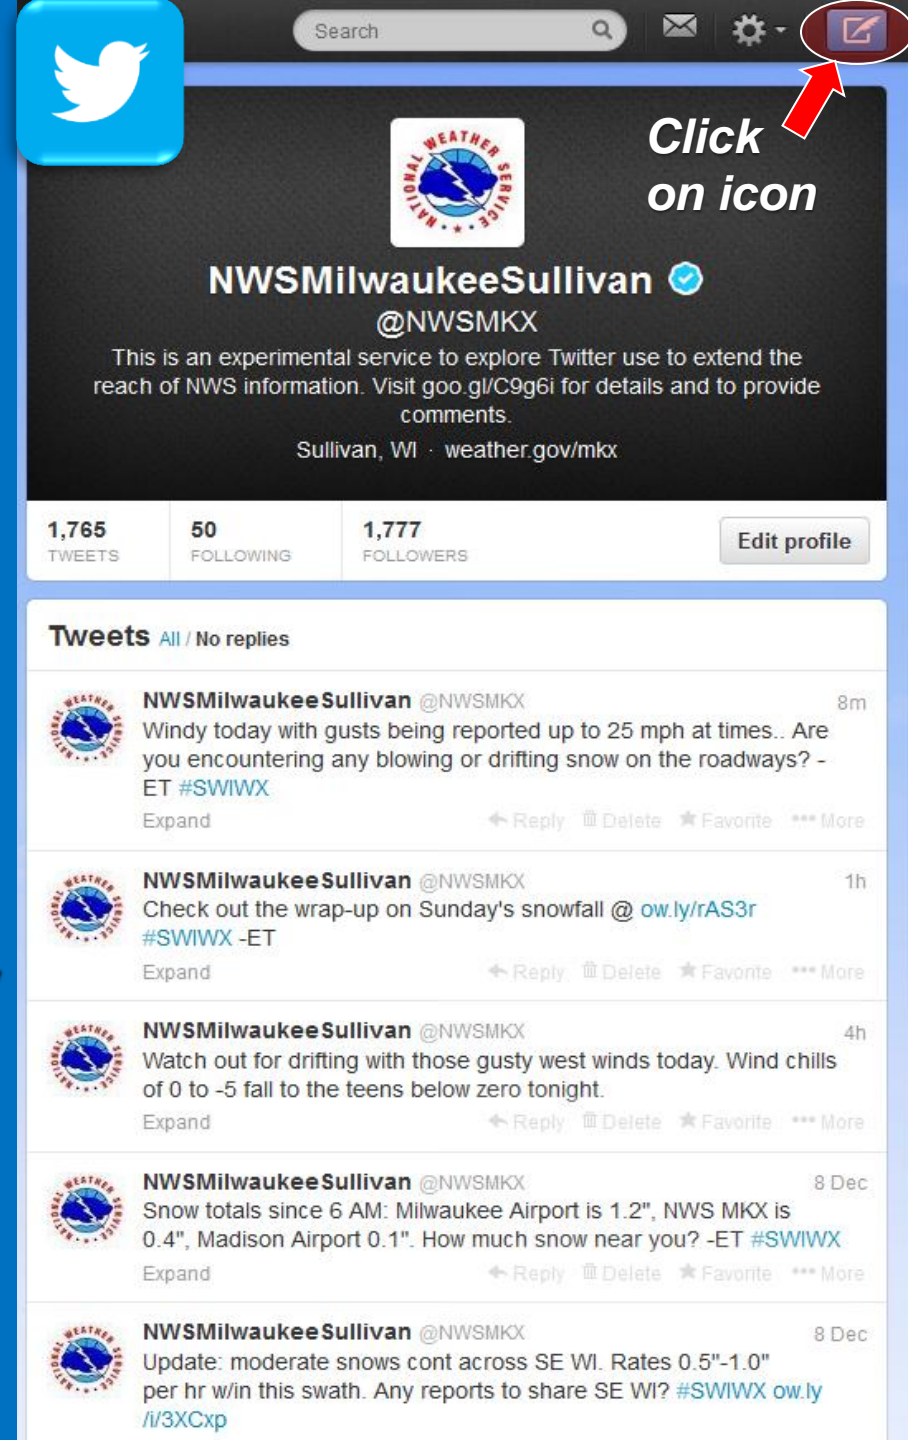 Search
Click
on icon
NATIONAL WEATHER SERVICE
NWSMilwaukeeSullivan
@NWSMKX
This is an experimental service to explore Twitter use to extend the
reach of NWS information. Visit goo.gl/C9g6i for details and to provide
comments.
Sullivan, WI · weather.gov/mkx
1,765
TWEETS
50
FOLLOWING
1,777
FOLLOWERS
Edit profile
Tweets All / No replies
NWSMilwaukeeSullivan @NWSMKX 8m
Windy today with gusts being reported up to 25 mph at times.. Are
you encountering any blowing or drifting snow on the roadways? -
ET #SWIWX
Expand Reply Delete Favorite More
NWSMilwaukeeSullivan @NWSMKX 1h
Check out the wrap-up on Sunday's snowfall @ ow.ly/rAS3r
#SWIWX -ET
Expand Reply Delete Favorite More
NWSMilwaukeeSullivan @NWSMKX 4h
Watch out for drifting with those gusty west winds today. Wind chills
of 0 to -5 fall to the teens below zero tonight.
Expand Reply Delete Favorite More
NWSMilwaukeeSullivan @NWSMKX 8 Dec
Snow totals since 6 AM: Milwaukee Airport is 1.2", NWS MKX is
0.4", Madison Airport 0.1". How much snow near you? -ET #SWIWX
Expand Reply Delete Favorite More
NWSMilwaukeeSullivan @NWSMKX 8 Dec
Update: moderate snows cont across SE WI. Rates 0.5"-1.0"
per hr w/in this swath. Any reports to share SE WI? #SWIWX ow.ly
/i/3XCxp